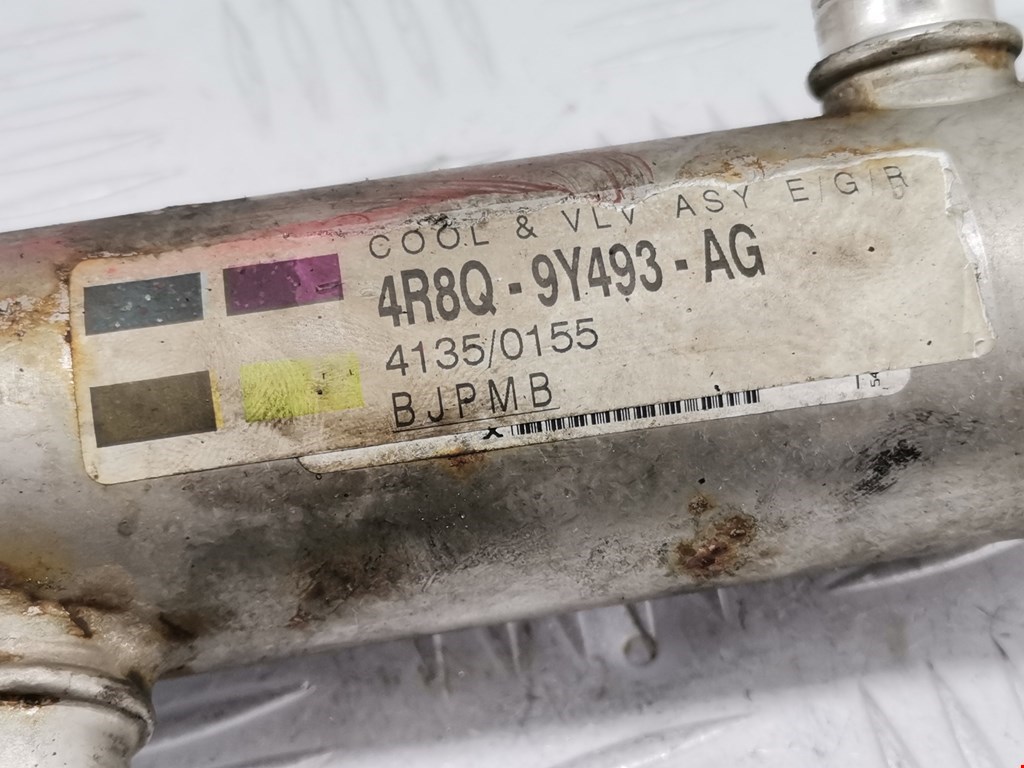 COOL & VLV ASY E/G/R
4R8Q - 9Y493 - AG
4135/0155
BJPMB
X